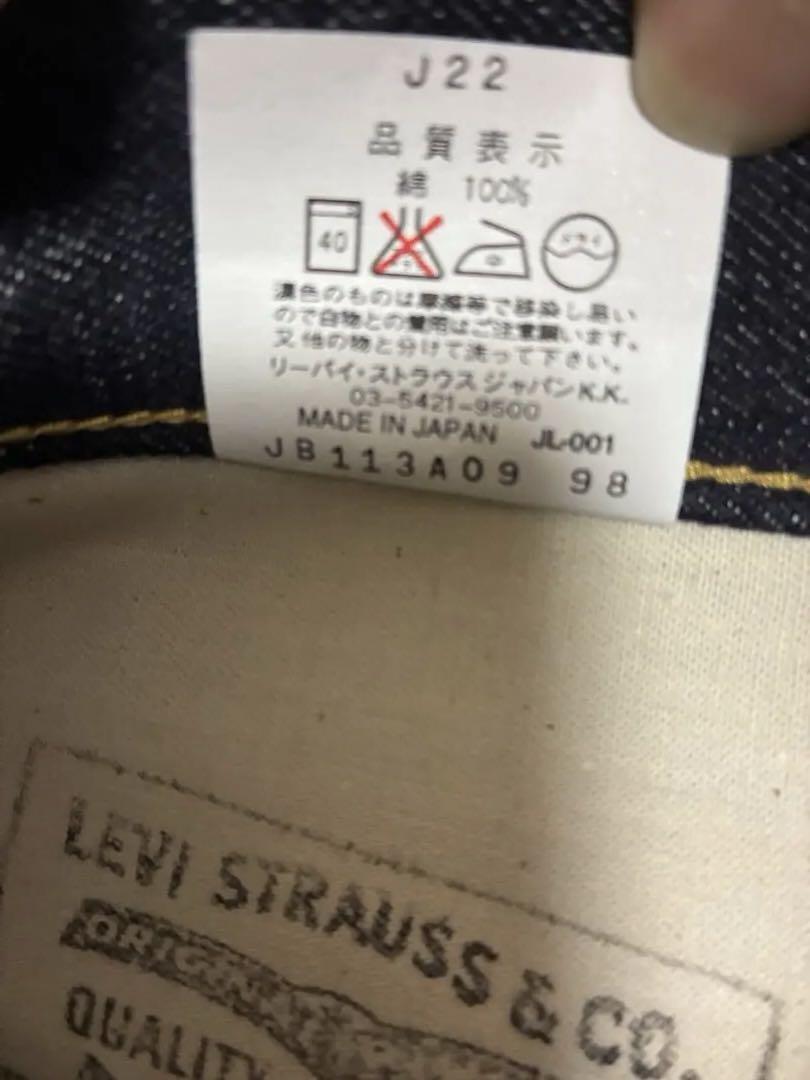 J22
品質表示
綿 100%
40 ドライ
濃色のものは摩擦等で移染し易い
ので白物との着用はご注意願います。
又他の物と分けて洗って下さい。
リーバイ・ストラウス ジャパンK.K.
03-5421-9500
MADE IN JAPAN JL-001
JB113A09 98
LEVI STRAUSS & CO.
ORIGIN
QUALITY